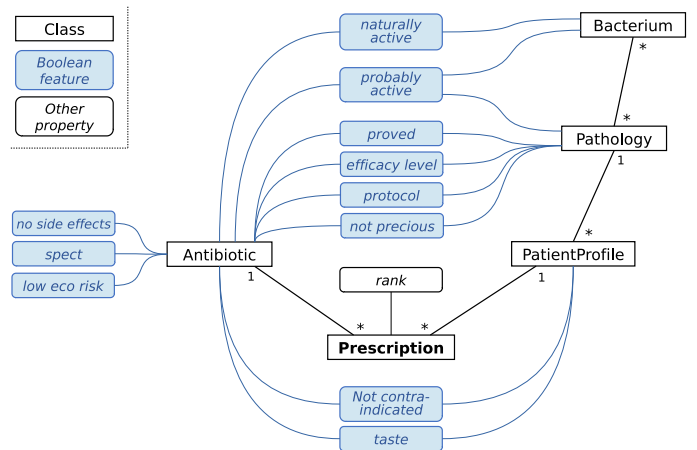 Class
Boolean
feature
Other
property
naturally
active
Bacterium
*
probably
active
*
proved
Pathology
1
efficacy level
protocol
not precious
no side effects
spect
low eco risk
Antibiotic
1
*
PatientProfile
1
rank
*
*
Prescription
Not contra-
indicated
taste